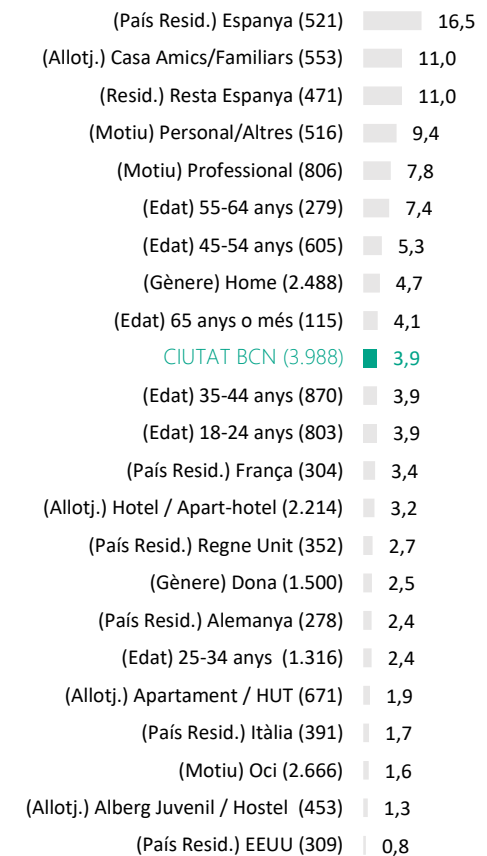 (País Resid.) Espanya (521) 16,5
(Allotj.) Casa Amics/Familiars (553) 11,0
(Resid.) Resta Espanya (471) 11,0
(Motiu) Personal/Altres (516) 9,4
(Motiu) Professional (806) 7,8
(Edat) 55-64 anys (279) 7,4
(Edat) 45-54 anys (605) 5,3
(Gènere) Home (2.488) 4,7
(Edat) 65 anys o més (115) 4,1
CIUTAT BCN (3.988) 3,9
(Edat) 35-44 anys (870) 3,9
(Edat) 18-24 anys (803) 3,9
(País Resid.) França (304) 3,4
(Allotj.) Hotel / Apart-hotel (2.214) 3,2
(País Resid.) Regne Unit (352) 2,7
(Gènere) Dona (1.500) 2,5
(País Resid.) Alemanya (278) 2,4
(Edat) 25-34 anys (1.316) 2,4
(Allotj.) Apartament / HUT (671) 1,9
(País Resid.) Itàlia (391) 1,7
(Motiu) Oci (2.666) 1,6
(Allotj.) Alberg Juvenil / Hostel (453) 1,3
(País Resid.) EEUU (309) 0,8